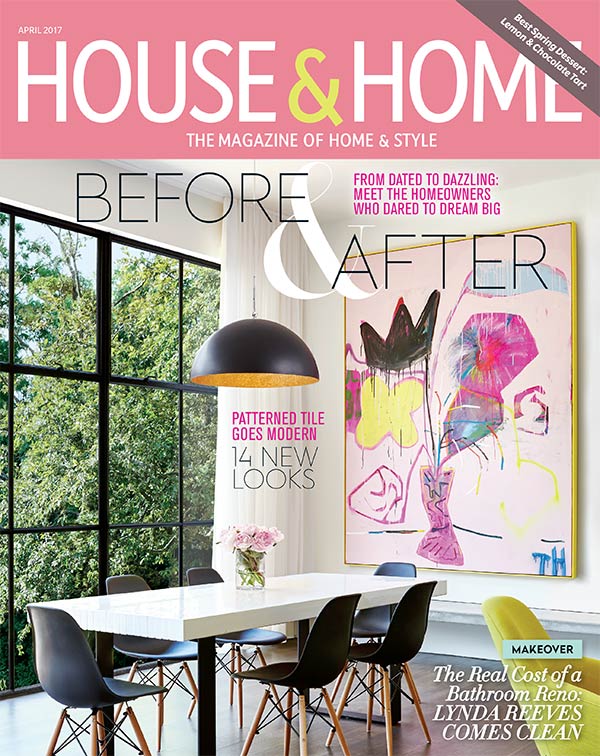 APRIL 2017
Best Spring Dessert:
Lemon & Chocolate Tart
HOUSE & HOME
THE MAGAZINE OF HOME & STYLE
BEFORE
&
AFTER
FROM DATED TO DAZZLING:
MEET THE HOMEOWNERS
WHO DARED TO DREAM BIG
PATTERNED TILE
GOES MODERN
14 NEW
LOOKS
TH
MAKEOVER
The Real Cost of a
Bathroom Reno:
LYNDA REEVES
COMES CLEAN